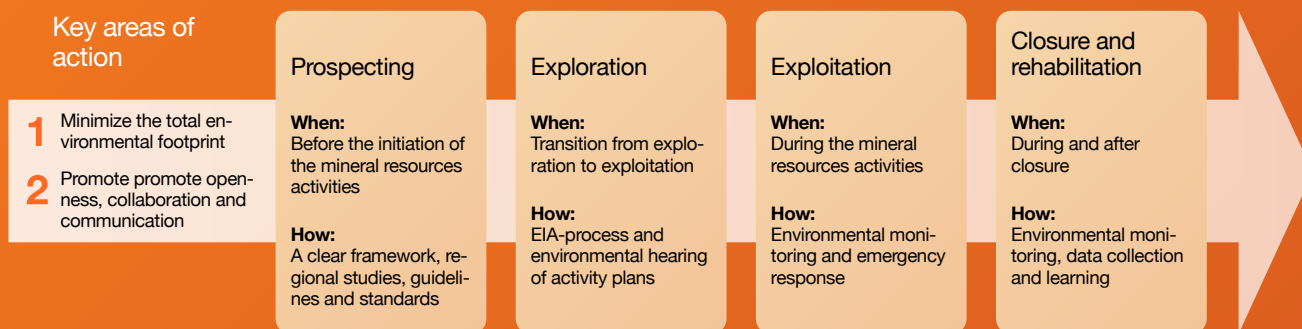 Key areas of
action
1 Minimize the total en-
vironmental footprint
2 Promote promote open-
ness, collaboration and
communication
Prospecting
When:
Before the initiation of
the mineral resources
activities
How:
A clear framework, re-
gional studies, guideli-
nes and standards
Exploration
When:
Transition from explo-
ration to exploitation
How:
EIA-process and
environmental hearing
of activity plans
Exploitation
When:
During the mineral
resources activities
How:
Environmental moni-
toring and emergency
response
Closure and
rehabilitation
When:
During and after
closure
How:
Environmental moni-
toring, data collection
and learning